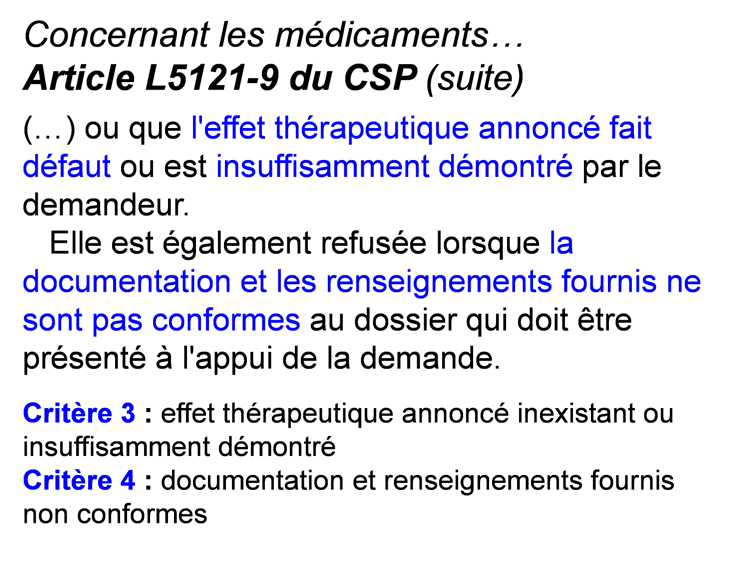 Concernant les médicaments…
Article L5121-9 du CSP (suite)
(…) ou que l'effet thérapeutique annoncé fait
défaut ou est insuffisamment démontré par le
demandeur.
Elle est également refusée lorsque la
documentation et les renseignements fournis ne
sont pas conformes au dossier qui doit être
présenté à l'appui de la demande.
Critère 3 : effet thérapeutique annoncé inexistant ou
insuffisamment démontré
Critère 4 : documentation et renseignements fournis
non conformes